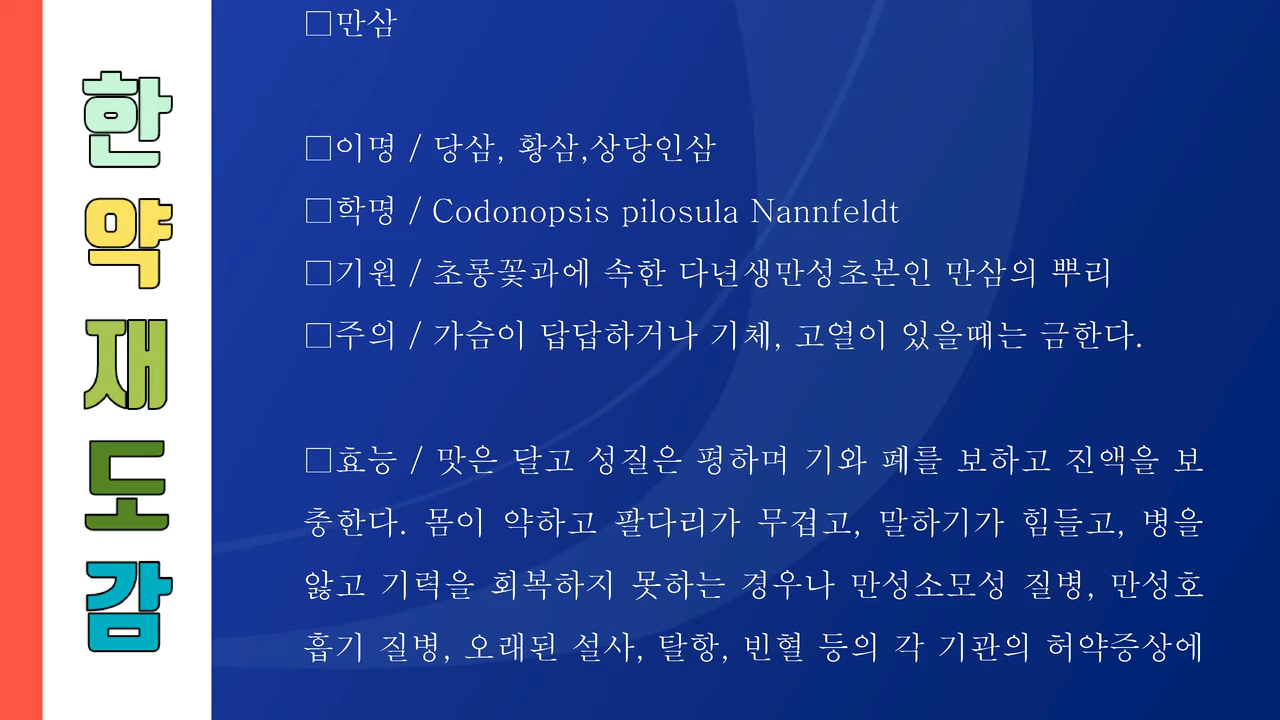 한약재도감
□만삼
□이명 / 당삼, 황삼,상당인삼
□학명 / Codonopsis pilosula Nannfeldt
□기원 / 초롱꽃과에 속한 다년생만성초본인 만삼의 뿌리
□주의 / 가슴이 답답하거나 기체, 고열이 있을때는 금한다.
□효능 / 맛은 달고 성질은 평하며 기와 폐를 보하고 진액을 보
충한다. 몸이 약하고 팔다리가 무겁고, 말하기가 힘들고, 병을
앓고 기력을 회복하지 못하는 경우나 만성소모성 질병, 만성호
흡기 질병, 오래된 설사, 탈항, 빈혈 등의 각 기관의 허약증상에